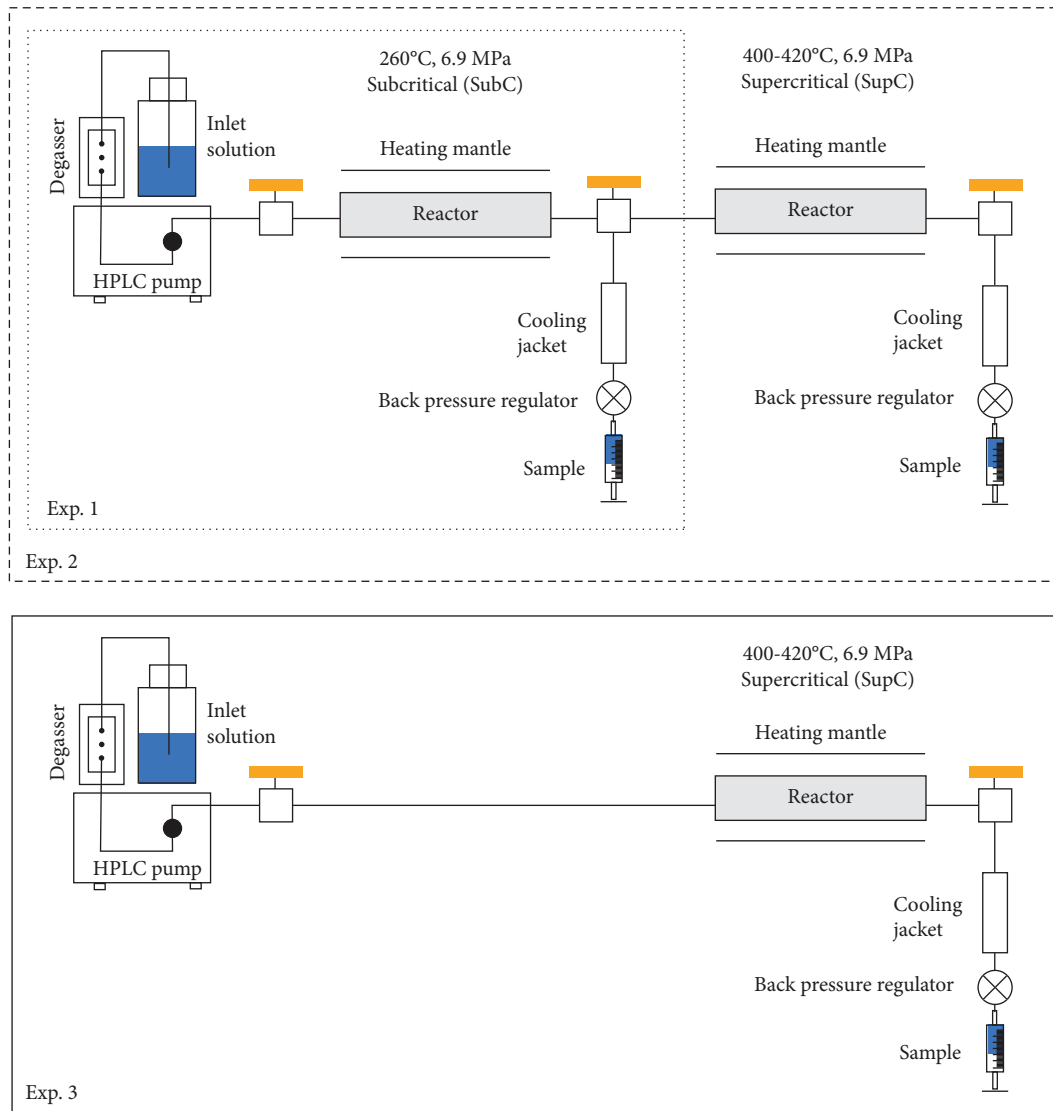 260°C, 6.9 MPa
Subcritical (SubC)
400-420°C, 6.9 MPa
Supercritical (SupC)
Degasser
Inlet
solution
Heating mantle
Heating mantle
Reactor
Reactor
HPLC pump
Cooling
jacket
Cooling
jacket
Back pressure regulator
Back pressure regulator
Sample
Sample
Exp. 1
Exp. 2
400-420°C, 6.9 MPa
Supercritical (SupC)
Degasser
Inlet
solution
Heating mantle
Reactor
HPLC pump
Cooling
jacket
Back pressure regulator
Sample
Exp. 3